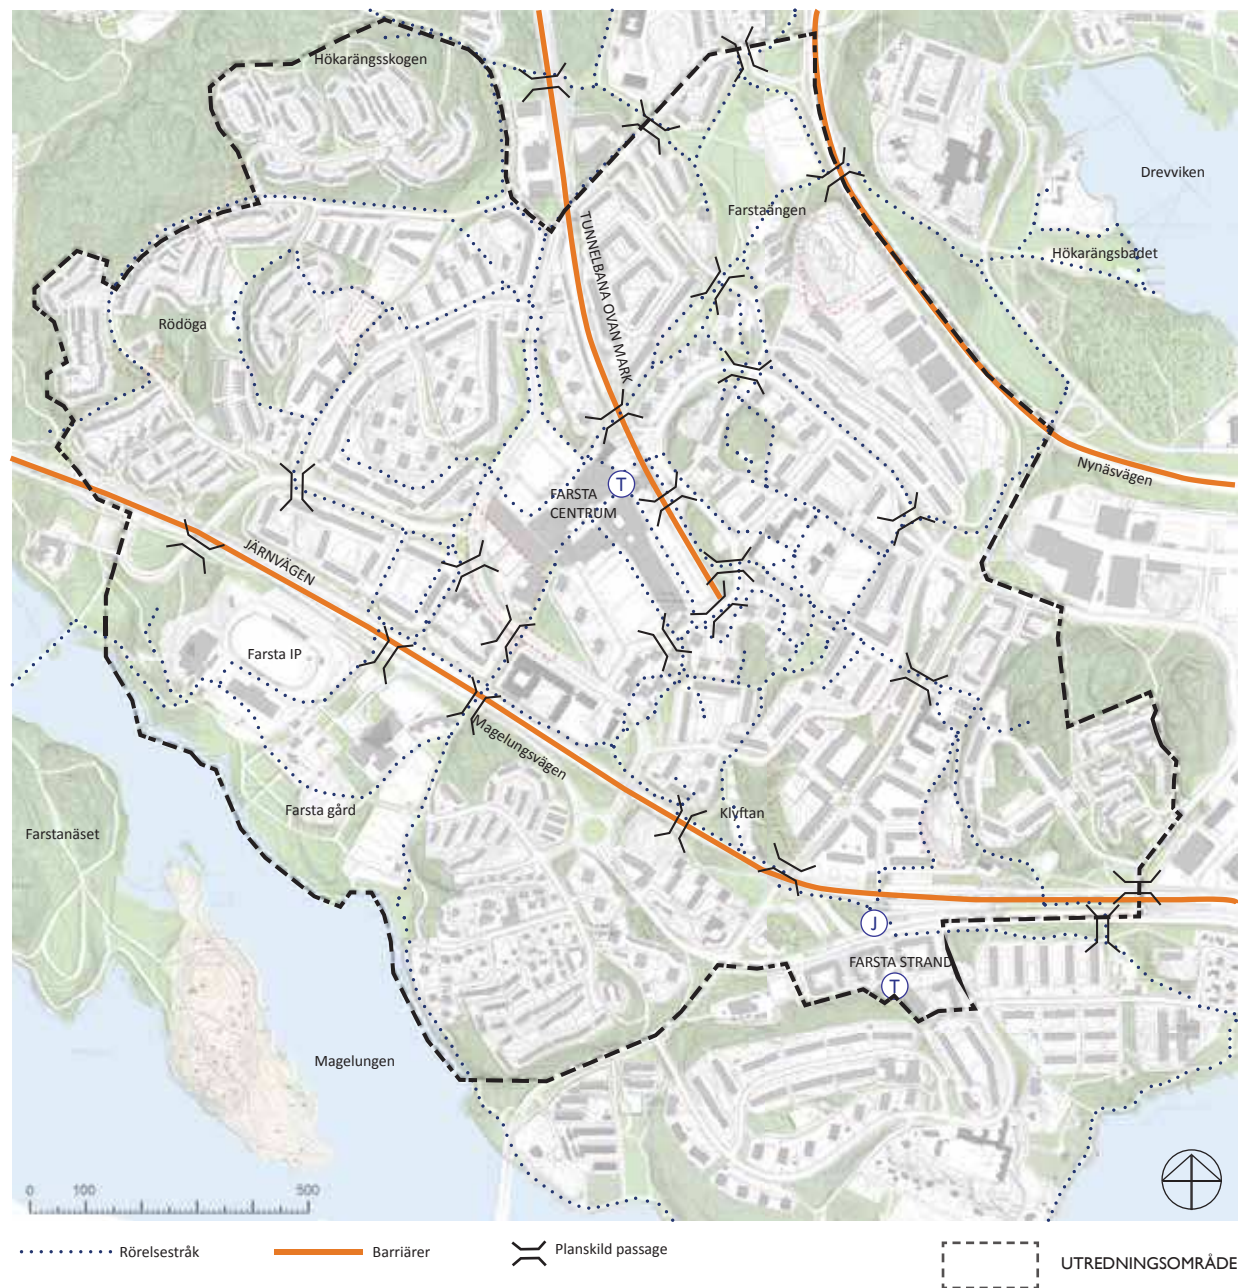 Hökarängsskogen
Drevviken
Farstaängen
TUNNELBANA OVAN MARK
Hökarängsbadet
Rödöga
Nynäsvägen
T
FARSTA
CENTRUM
JÄRNVÄGEN
Farsta IP
Magelungsvägen
Farsta gård
Klyftan
Farstanäset
J
FARSTA STRAND
T
Magelungen
0 100 500
Rörelsestråk
Barriärer
Planskild passage
UTREDNINGSOMRÅDE